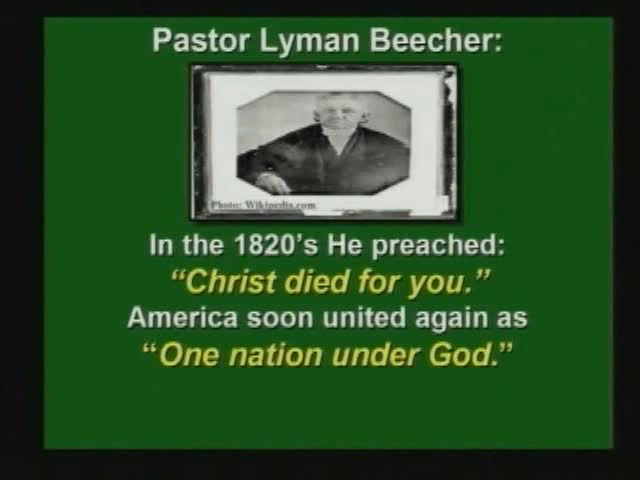 Pastor Lyman Beecher:
Photo: Wikipedia.com
In the 1820's He preached:
“Christ died for you.”
America soon united again as
“One nation under God.”